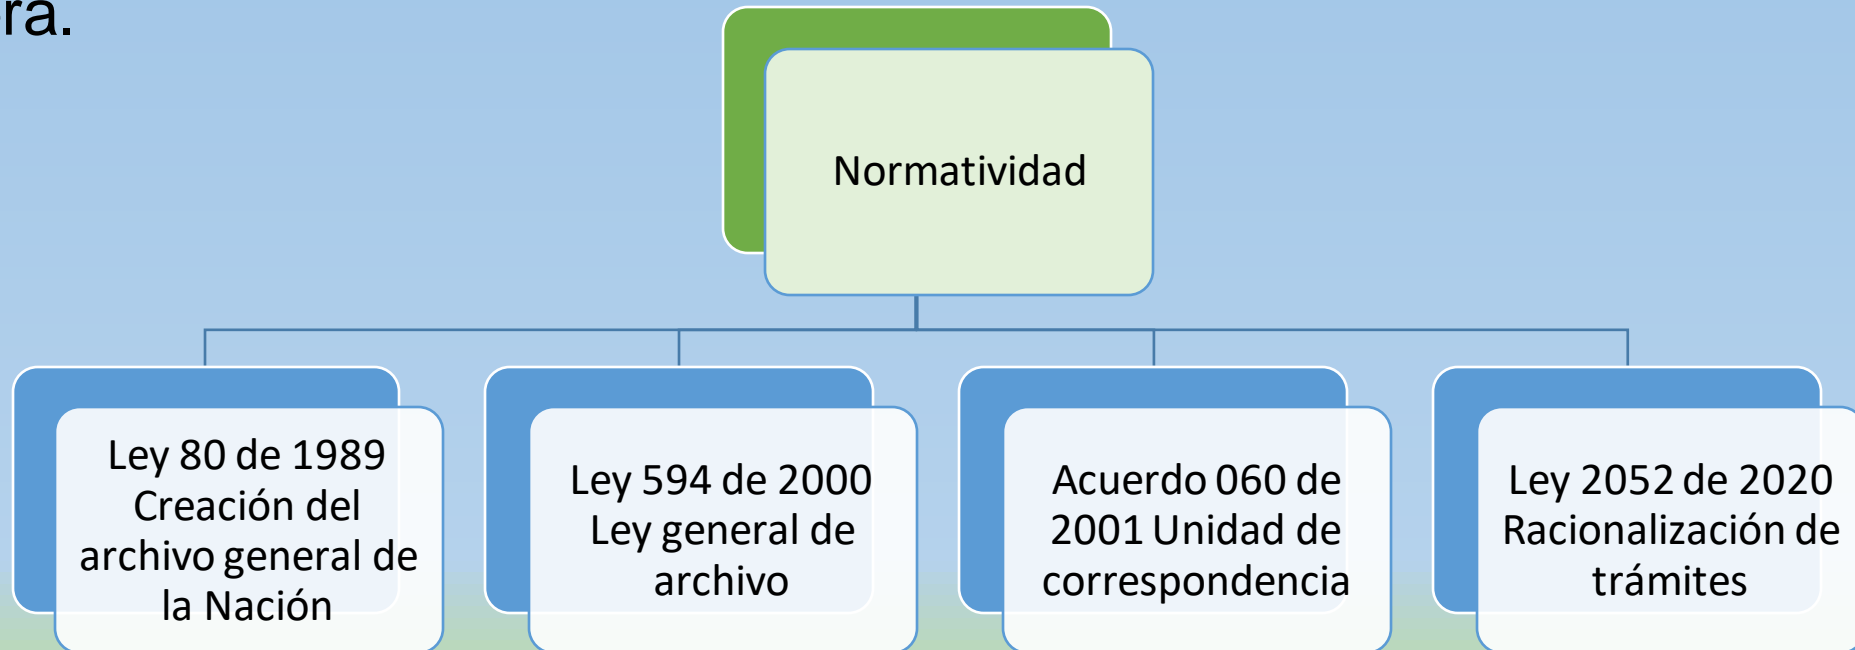 era.
Normatividad
Ley 80 de 1989
Creación del
archivo general de
la Nación
Ley 594 de 2000
Ley general de
archivo
Acuerdo 060 de
2001 Unidad de
correspondencia
Ley 2052 de 2020
Racionalización de
trámites